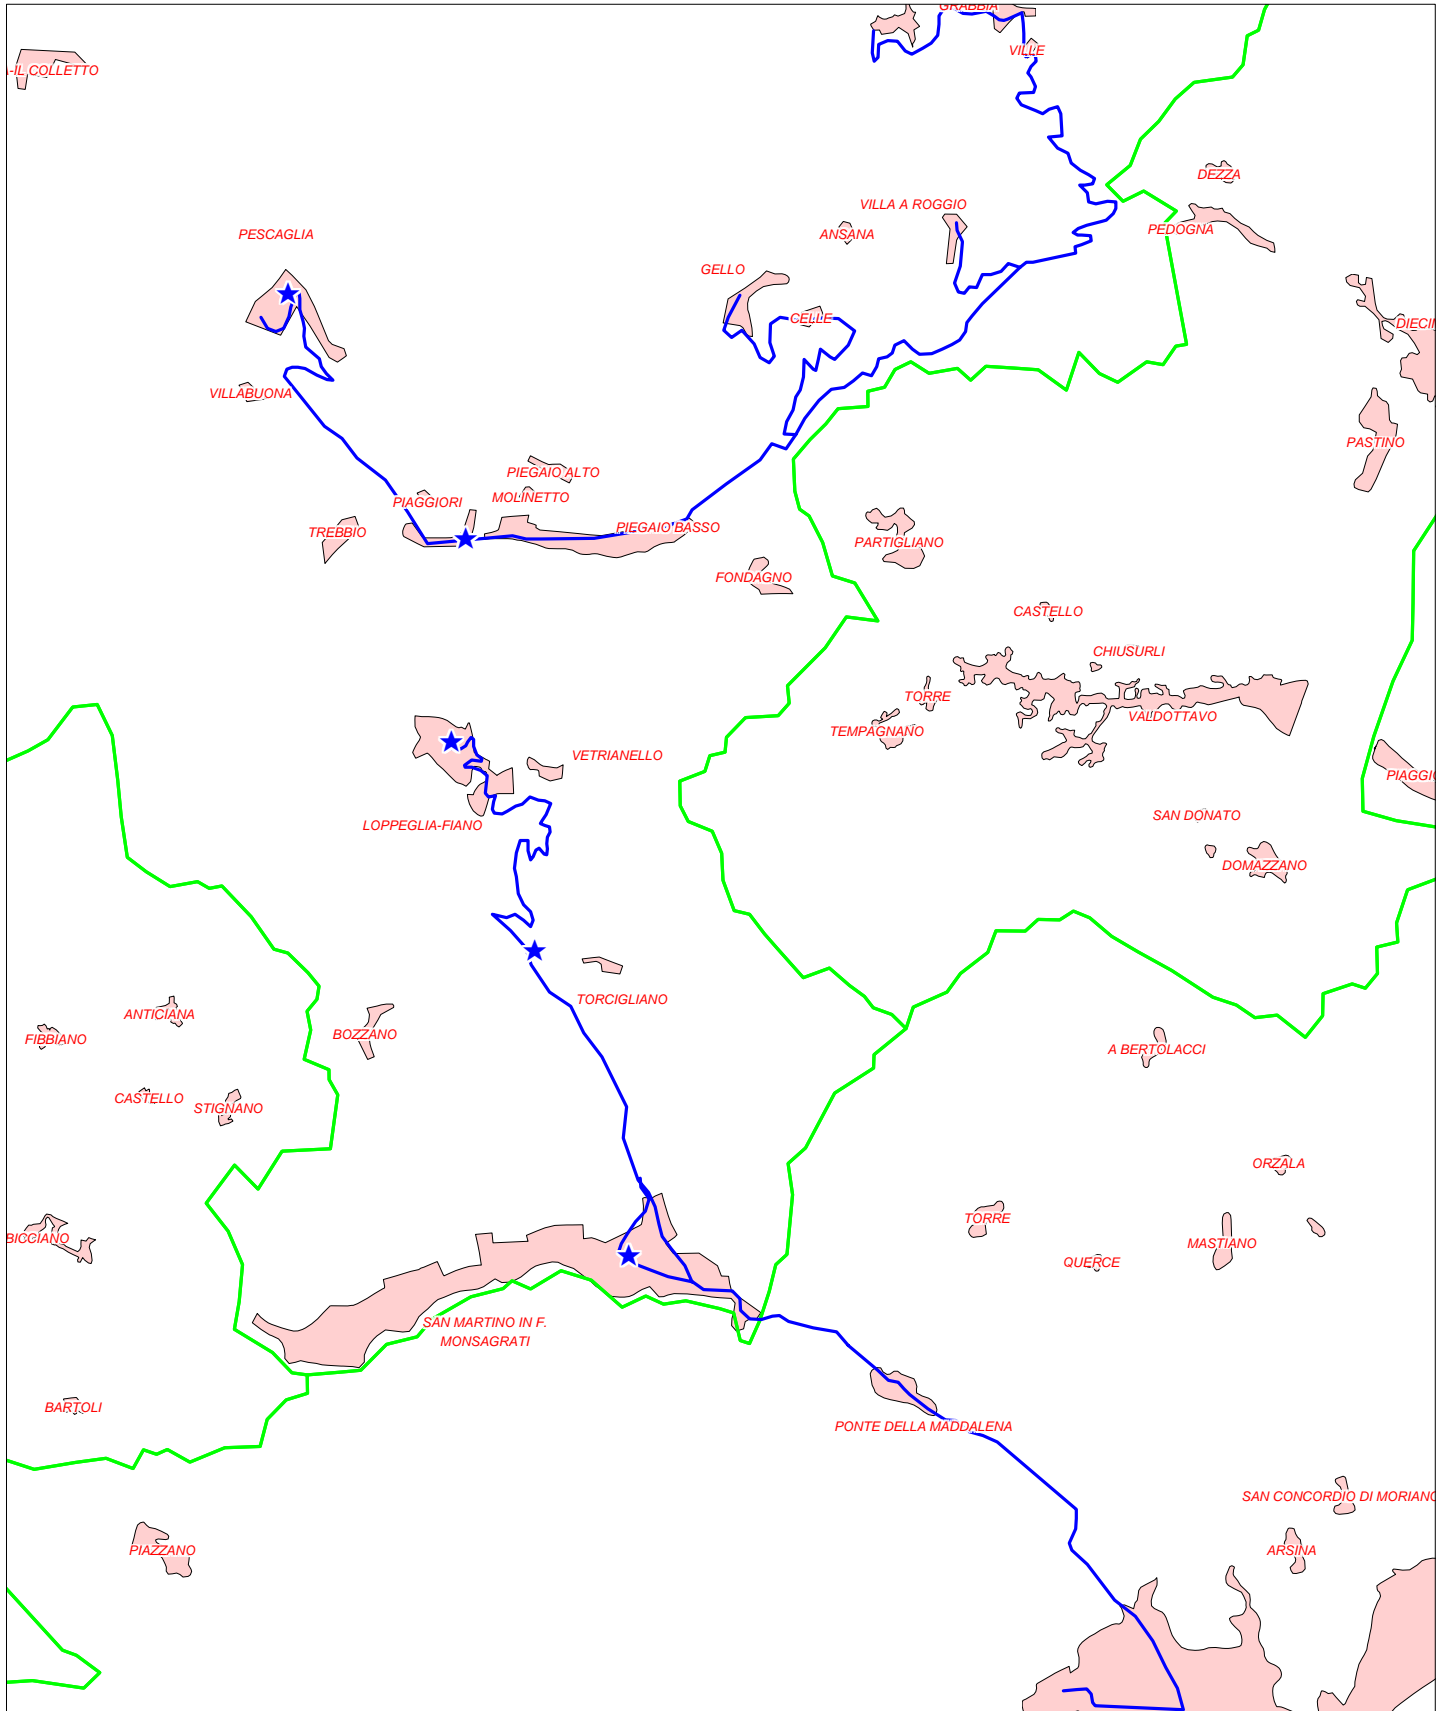 GRABBIA
VILLE
-IL COLLETTO
DEZZA
VILLA A ROGGIO
PEDOGNA
ANSANA
PESCAGLIA
GELLO
CELLE
DIECI
VILLABUONA
PASTINO
PIEGAIO ALTO
MOLINETTO
PIAGGIORI
PIEGAIO BASSO
TREBBIO
PARTIGLIANO
FONDAGNO
CASTELLO
CHIUSURLI
TORRE
VALDOTTAVO
TEMPAGNANO
VETRIANELLO
PIAGGIO
SAN DONATO
LOPPEGLIA-FIANO
DOMAZZANO
TORCIGLIANO
ANTICIANA
BOZZANO
FIBBIANO
A BERTOLACCI
CASTELLO
STIGNANO
ORZALA
TORRE
BICCIANO
MASTIANO
QUERCE
SAN MARTINO IN F.
MONSAGRATI
BARTOLI
PONTE DELLA MADDALENA
SAN CONCORDIO DI MORIANO
PIAZZANO
ARSINA